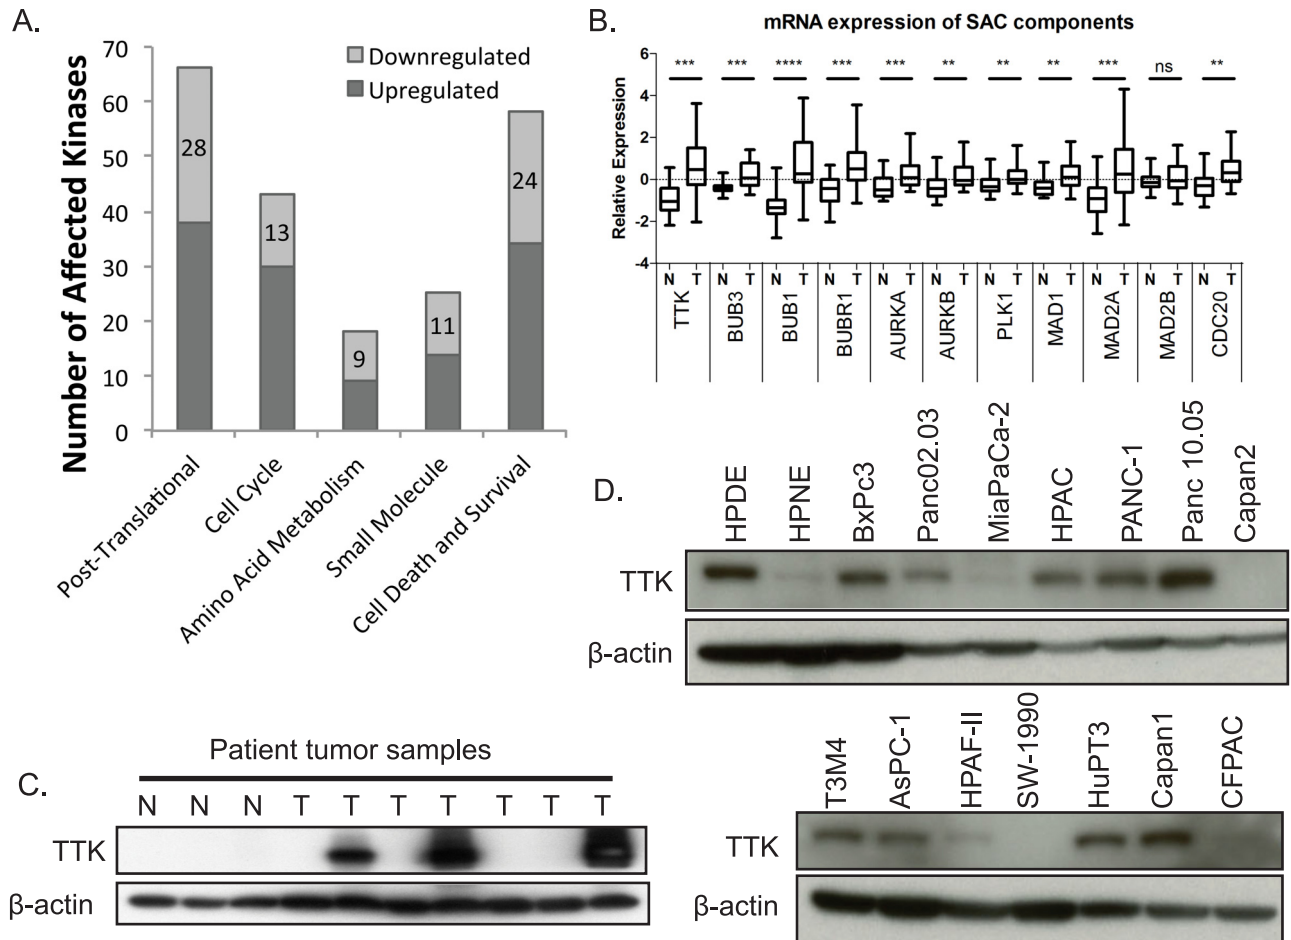 A.
Number of Affected Kinases
70
60
50
40
30
20
10
0
Downregulated
Upregulated
28
13
9
11
24
Post-Translational
Cell Cycle
Amino Acid Metabolism
Small Molecule
Cell Death and Survival
B.
mRNA expression of SAC components
Relative Expression
6
4
2
0
-2
-4
*** *** **** *** *** ** ** ** *** ns **
N T N T N T N T N T N T N T N T N T N T N T
TTK
BUB3
BUB1
BUBR1
AURKA
AURKB
PLK1
MAD1
MAD2A
MAD2B
CDC20
C.
Patient tumor samples
N N N T T T T T T T
TTK
β-actin
D.
HPDE
HPNE
BxPc3
Panc02.03
MiaPaCa-2
HPAC
PANC-1
Panc 10.05
Capan2
TTK
β-actin
T3M4
AsPC-1
HPAF-II
SW-1990
HuPT3
Capan1
CFPAC
TTK
β-actin